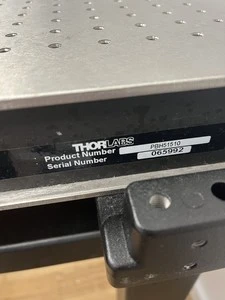 THORLABS
Product Number PBH51510
Serial Number 065992